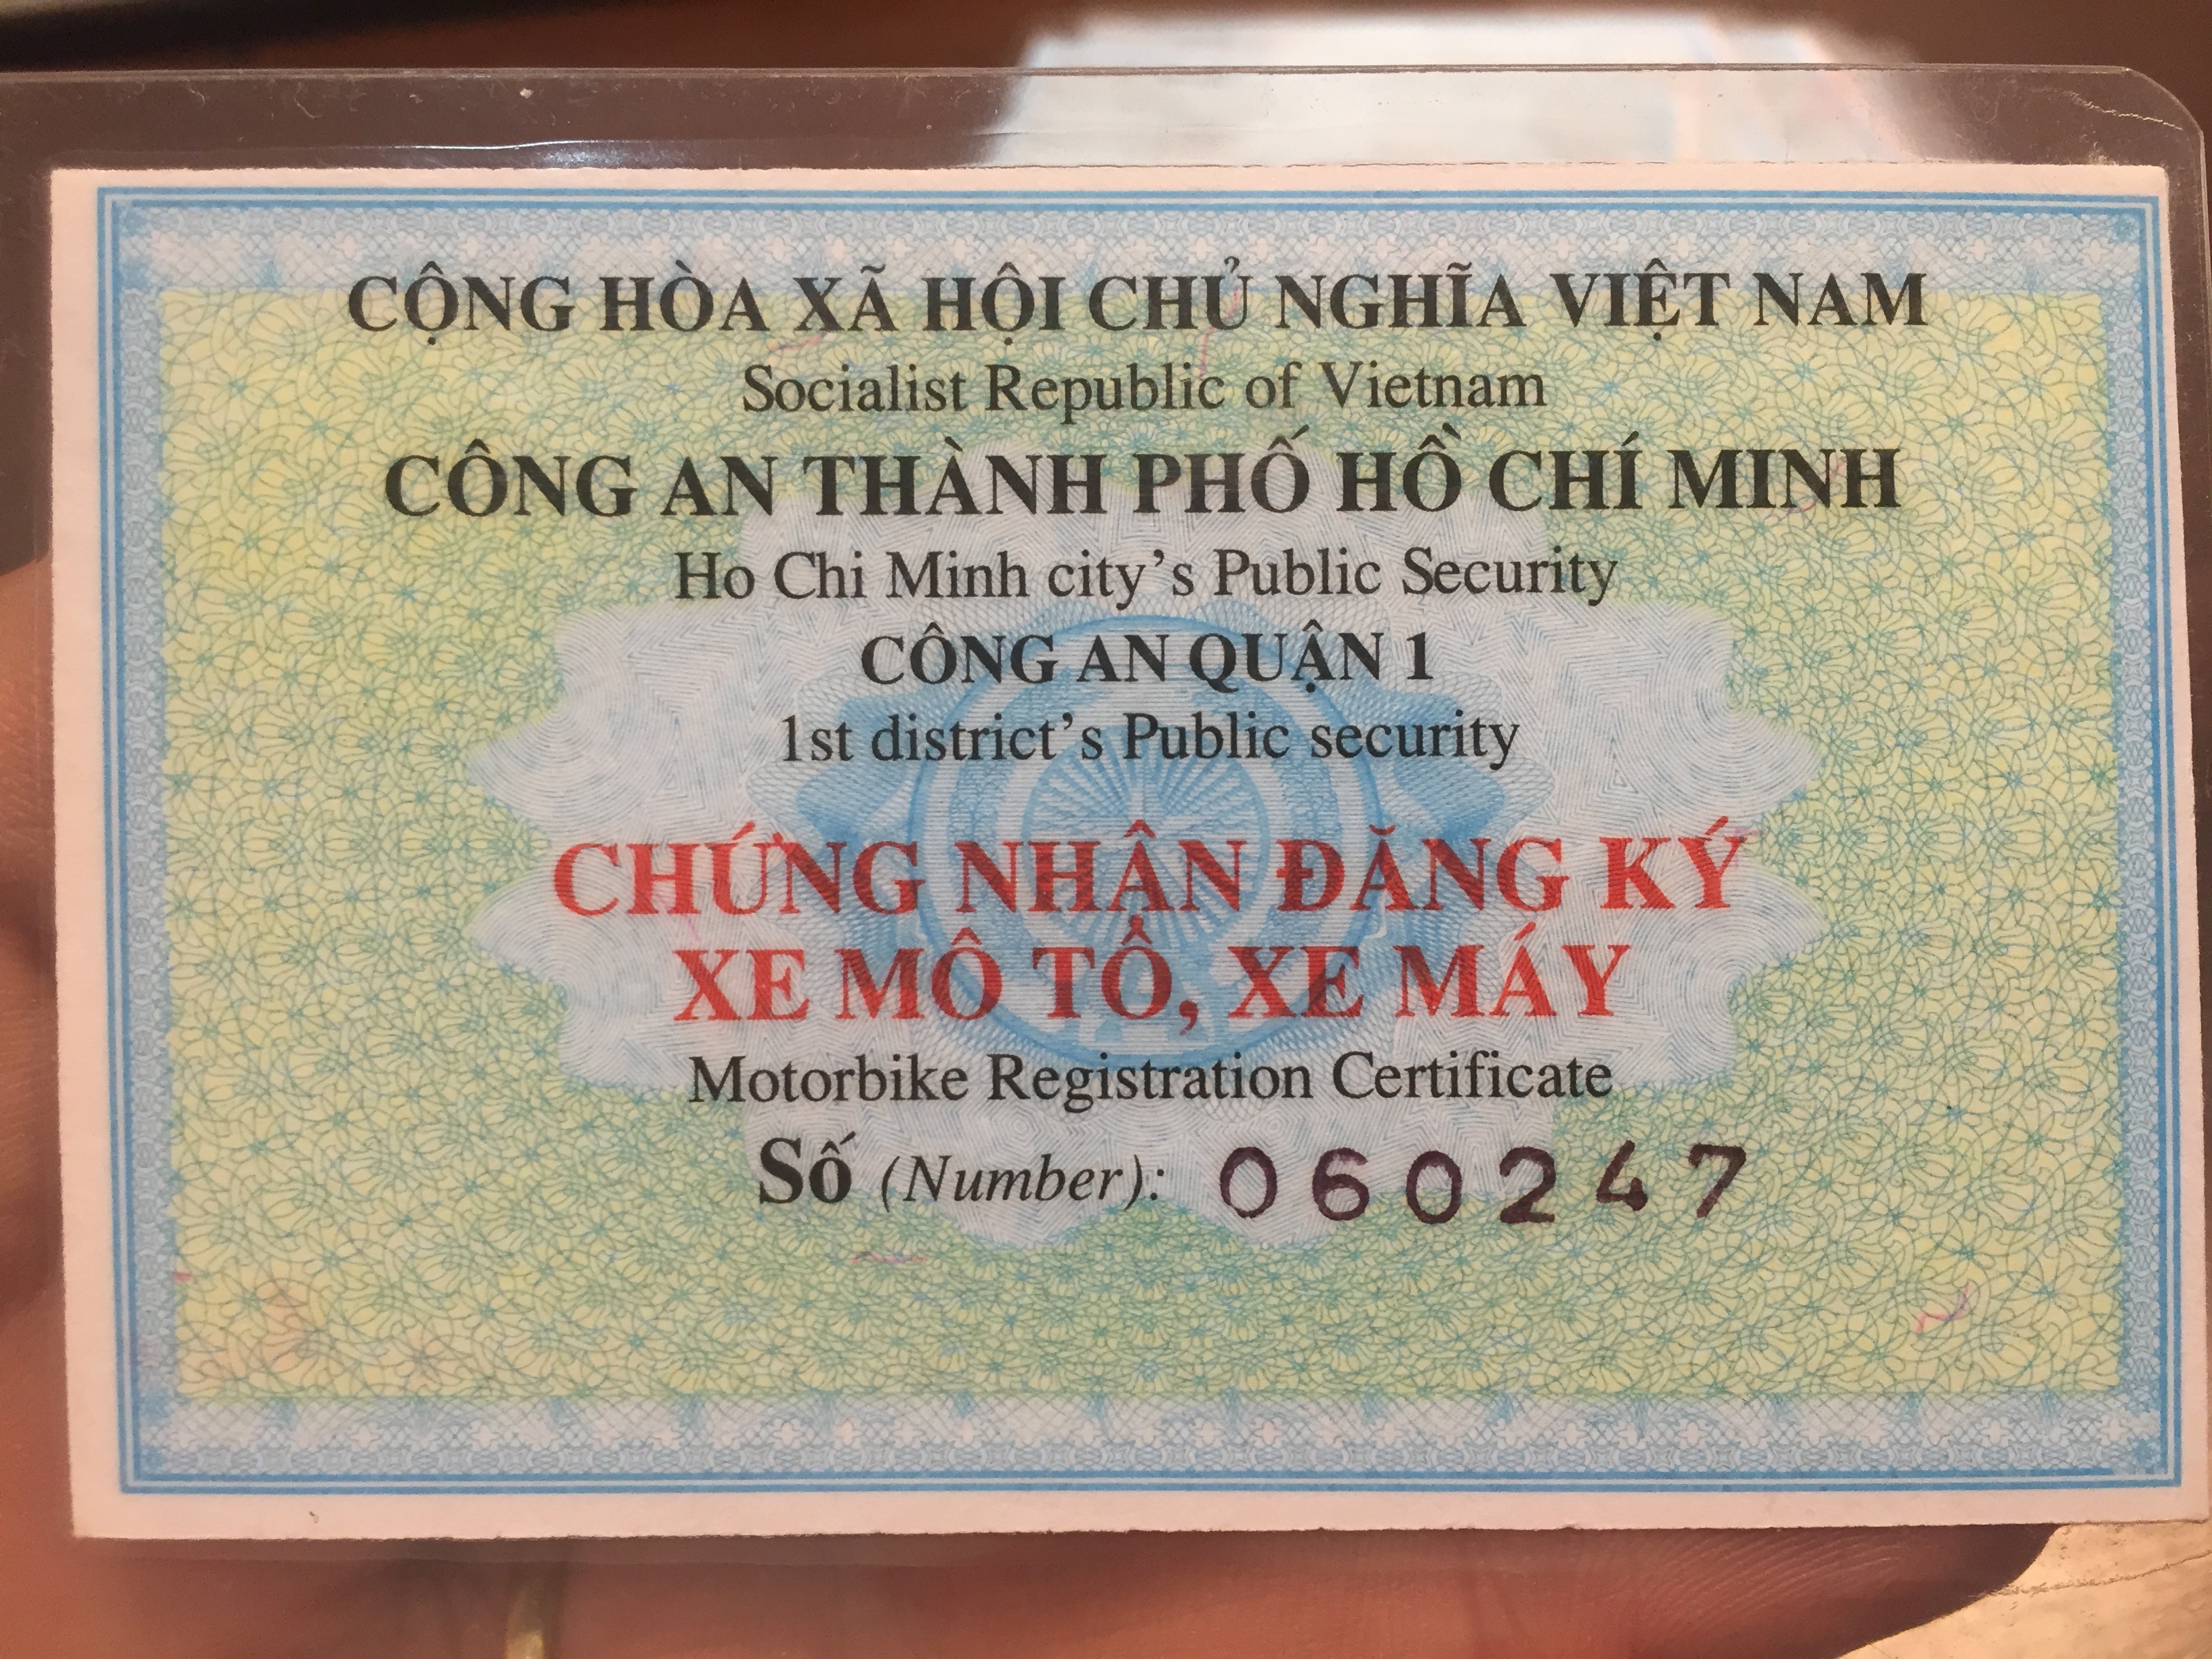 CỘNG HÒA XÃ HỘI CHỦ NGHĨA VIỆT NAM
Socialist Republic of Vietnam
CÔNG AN THÀNH PHỐ HỒ CHÍ MINH
Ho Chi Minh city's Public Security
CÔNG AN QUẬN 1
1st district's Public security
CHỨNG NHẬN ĐĂNG KÝ
XE MÔ TÔ, XE MÁY
Motorbike Registration Certificate
Số (Number): 060247